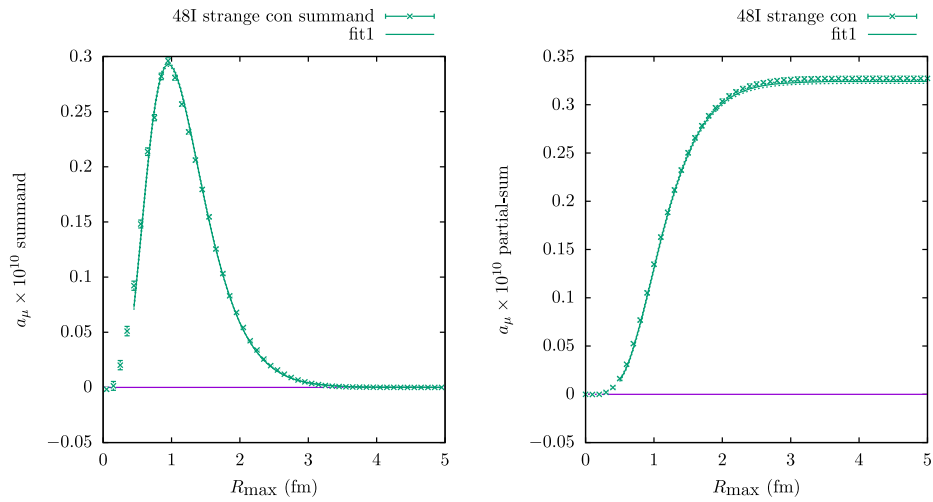 48I strange con summand
fit1
0.3
0.25
0.2
0.15
0.1
0.05
0
−0.05
0 1 2 3 4 5
R_max (fm)
a_μ × 10^10 summand
48I strange con
fit1
0.35
0.3
0.25
0.2
0.15
0.1
0.05
0
−0.05
0 1 2 3 4 5
R_max (fm)
a_μ × 10^10 partial-sum